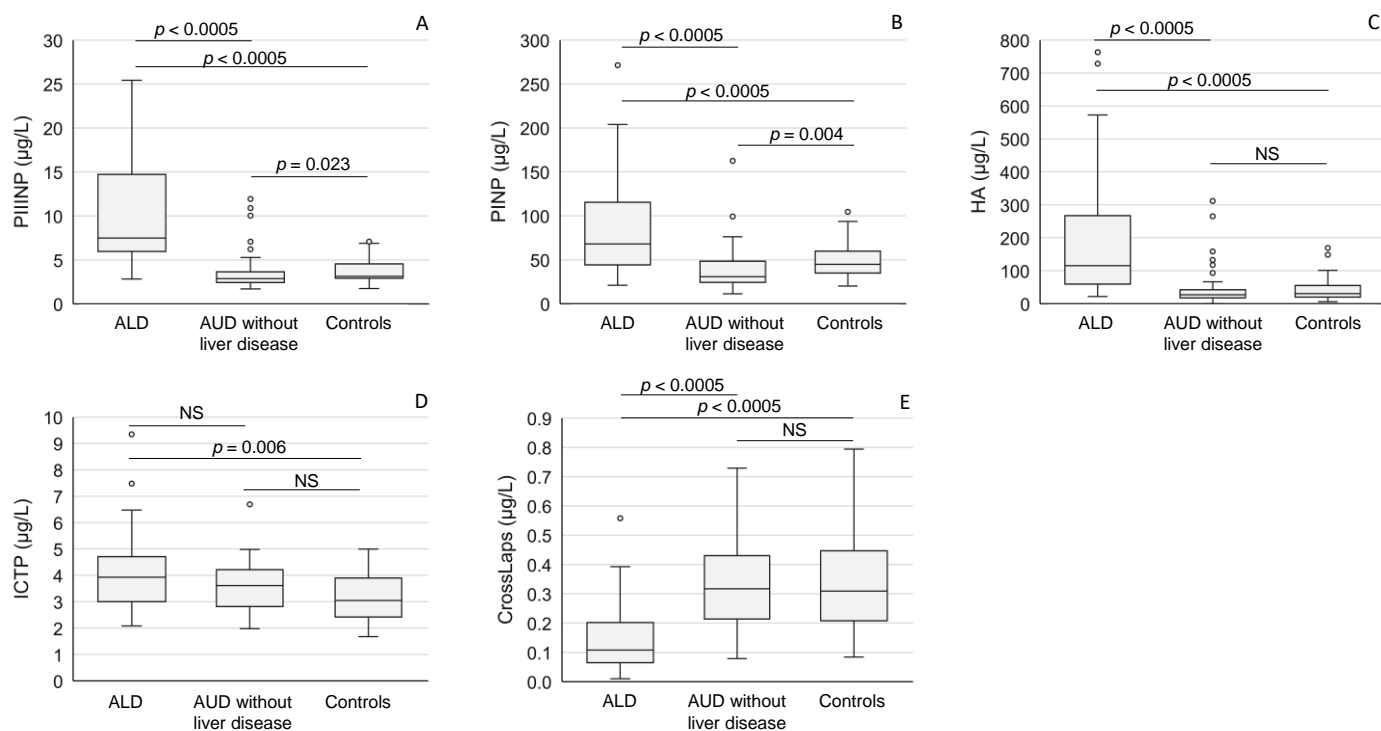 A
p < 0.0005
p < 0.0005
p = 0.023
PIIINP (µg/L)
30
25
20
15
10
5
0
ALD
AUD without
liver disease
Controls
B
p < 0.0005
p < 0.0005
p = 0.004
PINP (µg/L)
300
250
200
150
100
50
0
ALD
AUD without
liver disease
Controls
C
p < 0.0005
p < 0.0005
NS
HA (µg/L)
800
700
600
500
400
300
200
100
0
ALD
AUD without
liver disease
Controls
D
NS
p = 0.006
NS
ICTP (µg/L)
10
9
8
7
6
5
4
3
2
1
0
ALD
AUD without
liver disease
Controls
E
p < 0.0005
p < 0.0005
NS
CrossLaps (µg/L)
0.9
0.8
0.7
0.6
0.5
0.4
0.3
0.2
0.1
0.0
ALD
AUD without
liver disease
Controls